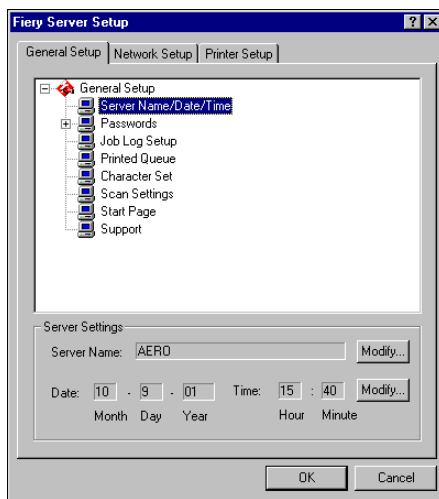 Fiery Server Setup
General Setup Network Setup Printer Setup
General Setup
Server Name/Date/Time
Passwords
Job Log Setup
Printed Queue
Character Set
Scan Settings
Start Page
Support
Server Settings
Server Name: AERO Modify...
Date: 10 - 9 - 01 Time: 15 : 40 Modify...
Month Day Year Hour Minute
OK Cancel